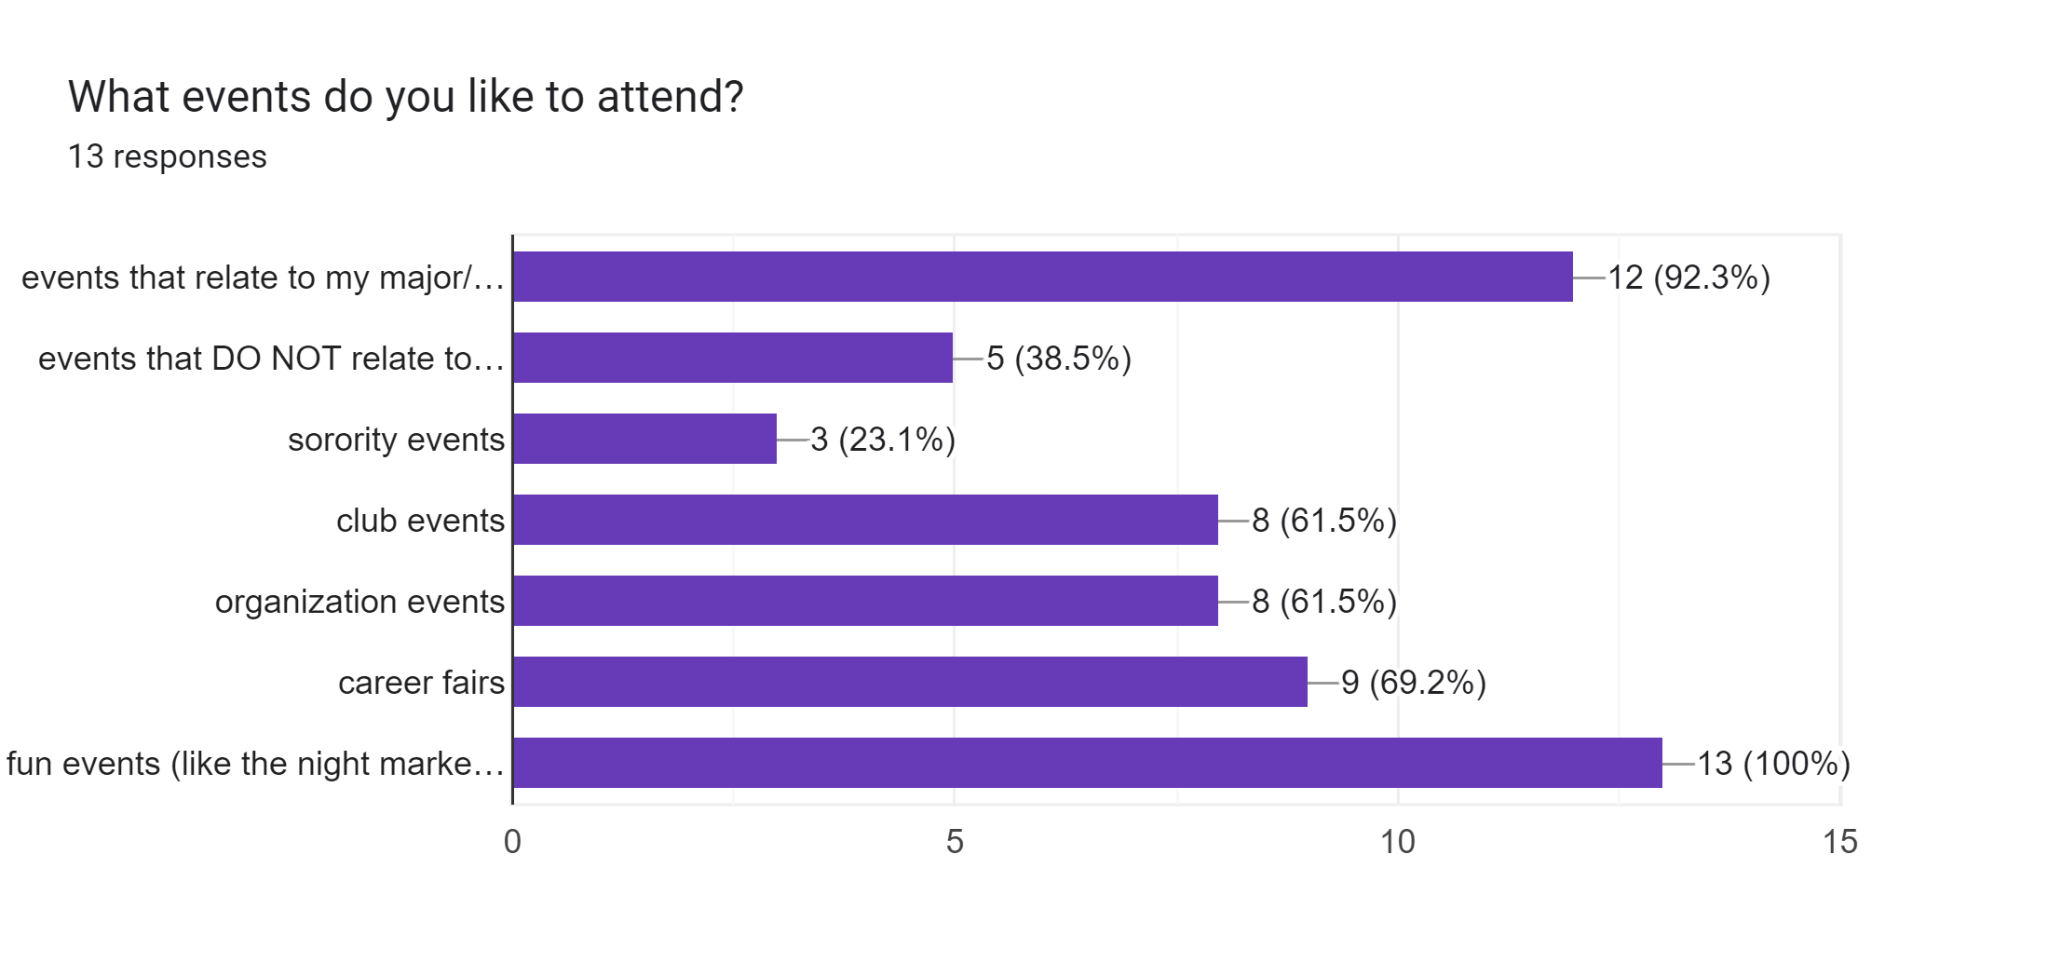 What events do you like to attend?
13 responses
events that relate to my major/… 12 (92.3%)
events that DO NOT relate to… 5 (38.5%)
sorority events 3 (23.1%)
club events 8 (61.5%)
organization events 8 (61.5%)
career fairs 9 (69.2%)
fun events (like the night marke… 13 (100%)
0 5 10 15